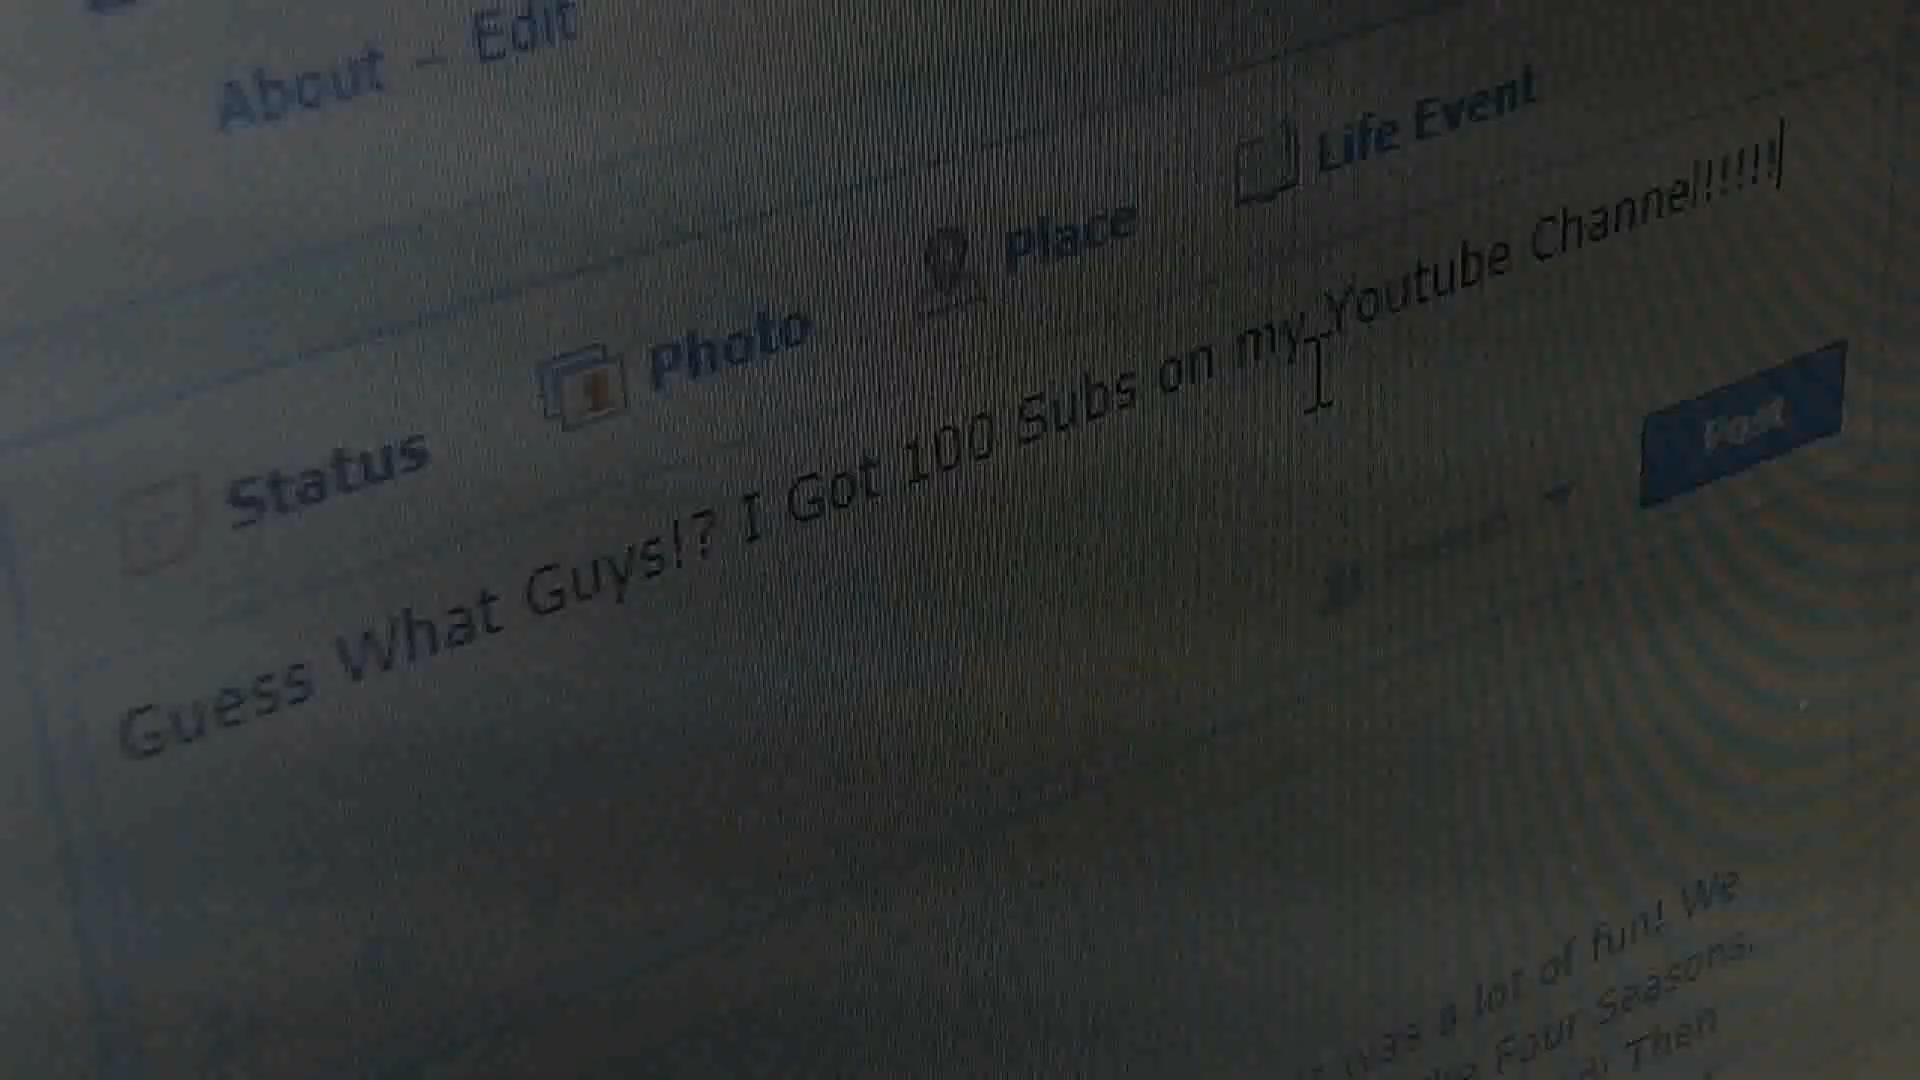 About - Edit
Status Photo Place Life Event
Guess What Guys!? I Got 100 Subs on my Youtube Channel!!!!!
Post
was a lot of fun! We
Four Seasons.
Then